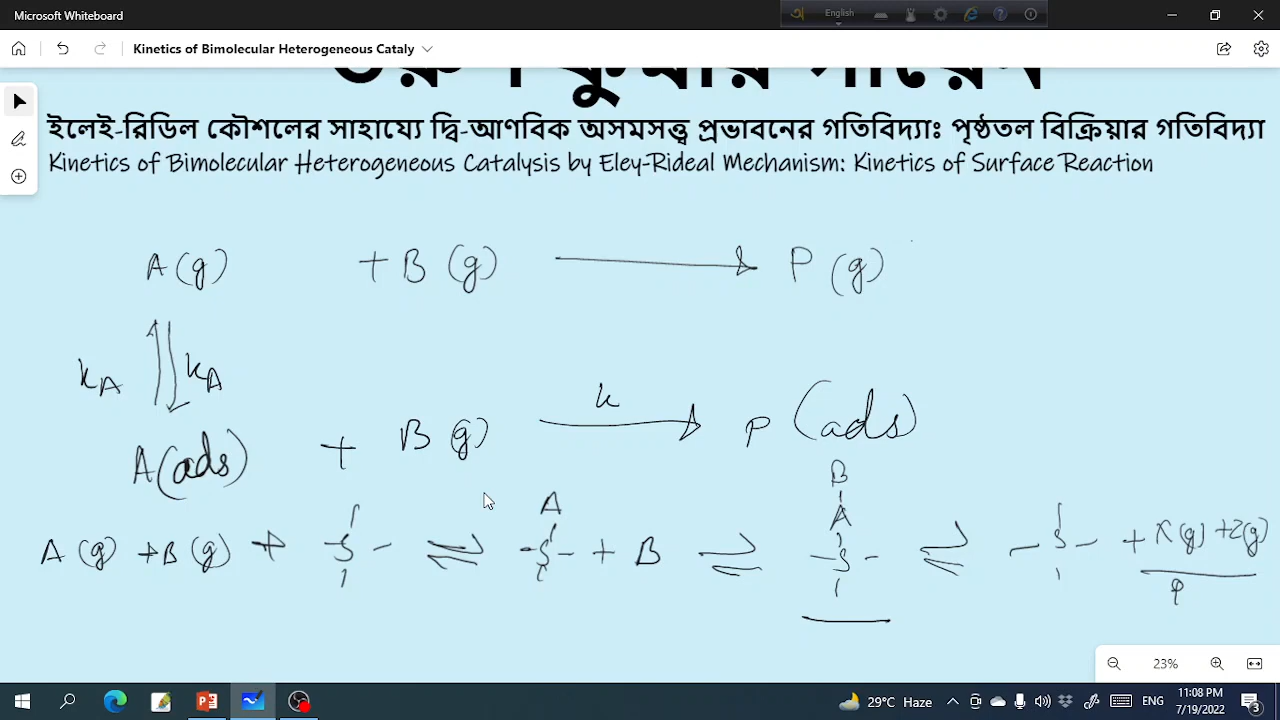 Microsoft Whiteboard
English
Kinetics of Bimolecular Heterogeneous Cataly
ইলেই-রিডিল কৌশলের সাহায্যে দ্বি-আণবিক অসমসত্ত্ব প্রভাবনের গতিবিদ্যাঃ পৃষ্ঠতল বিক্রিয়ার গতিবিদ্যা
Kinetics of Bimolecular Heterogeneous Catalysis by Eley-Rideal Mechanism: Kinetics of Surface Reaction
A(g) + B(g) → P(g)
kA kA
k
A(ads) + B(g) → P(ads)
B
A A
A(g) + B(g) + S ⇌ S + B ⇌ S ⇌ S + X(g) + Z(g)
P
23%
29°C Haze ENG 11:08 PM
7/19/2022 3